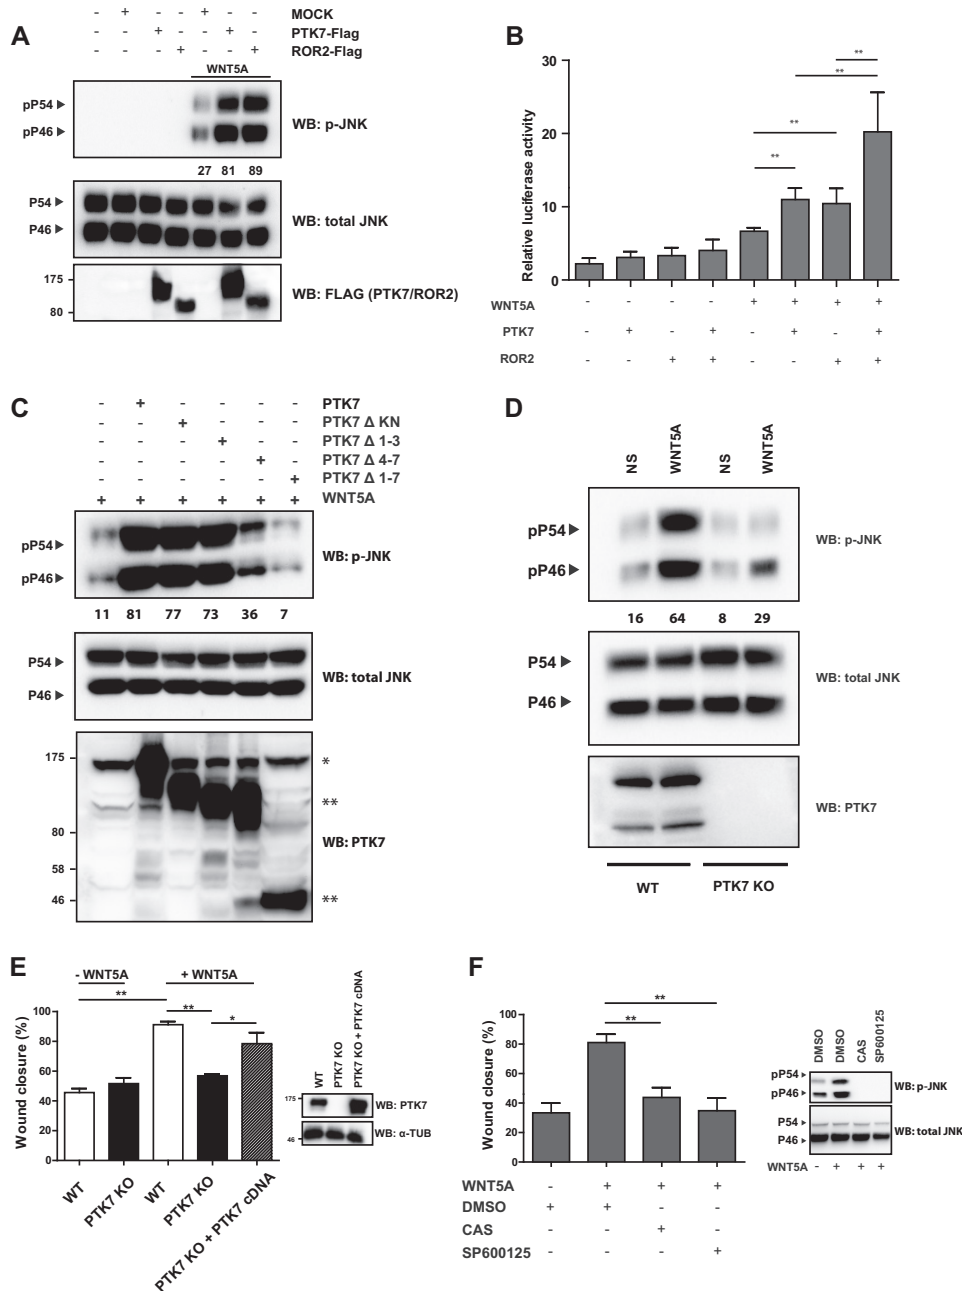 A
- + - - - - - MOCK
- - + - - + - PTK7-Flag
- - - + - - + ROR2-Flag
WNT5A
pP54
pP46
WB: p-JNK
27 81 89
P54
P46
WB: total JNK
175
80
WB: FLAG (PTK7/ROR2)
B
Relative luciferase activity
30
20
10
0
** ** ** **
WNT5A - - - - + + + +
PTK7 - + - + - + - +
ROR2 - - + + - - + +
C
- + - - - - PTK7
- - + - - - PTK7 Δ KN
- - - + - - PTK7 Δ 1-3
- - - - + - PTK7 Δ 4-7
- - - - - + PTK7 Δ 1-7
+ + + + + + WNT5A
pP54
pP46
WB: p-JNK
11 81 77 73 36 7
P54
P46
WB: total JNK
175
80
58
46
*
**
WB: PTK7
**
D
NS WNT5A NS WNT5A
pP54
pP46
WB: p-JNK
16 64 8 29
P54
P46
WB: total JNK
WB: PTK7
WT PTK7 KO
E
- WNT5A + WNT5A
** ** *
Wound closure (%)
100
80
60
40
20
0
WT PTK7 KO WT PTK7 KO PTK7 KO + PTK7 cDNA
WT PTK7 KO PTK7 KO + PTK7 cDNA
175
WB: PTK7
46
WB: α-TUB
F
** **
Wound closure (%)
100
80
60
40
20
0
WNT5A - + + +
DMSO + + - -
CAS - - + -
SP600125 - - - +
DMSO DMSO CAS SP600125
pP54
pP46
WB: p-JNK
P54
P46
WB: total JNK
WNT5A - + + +